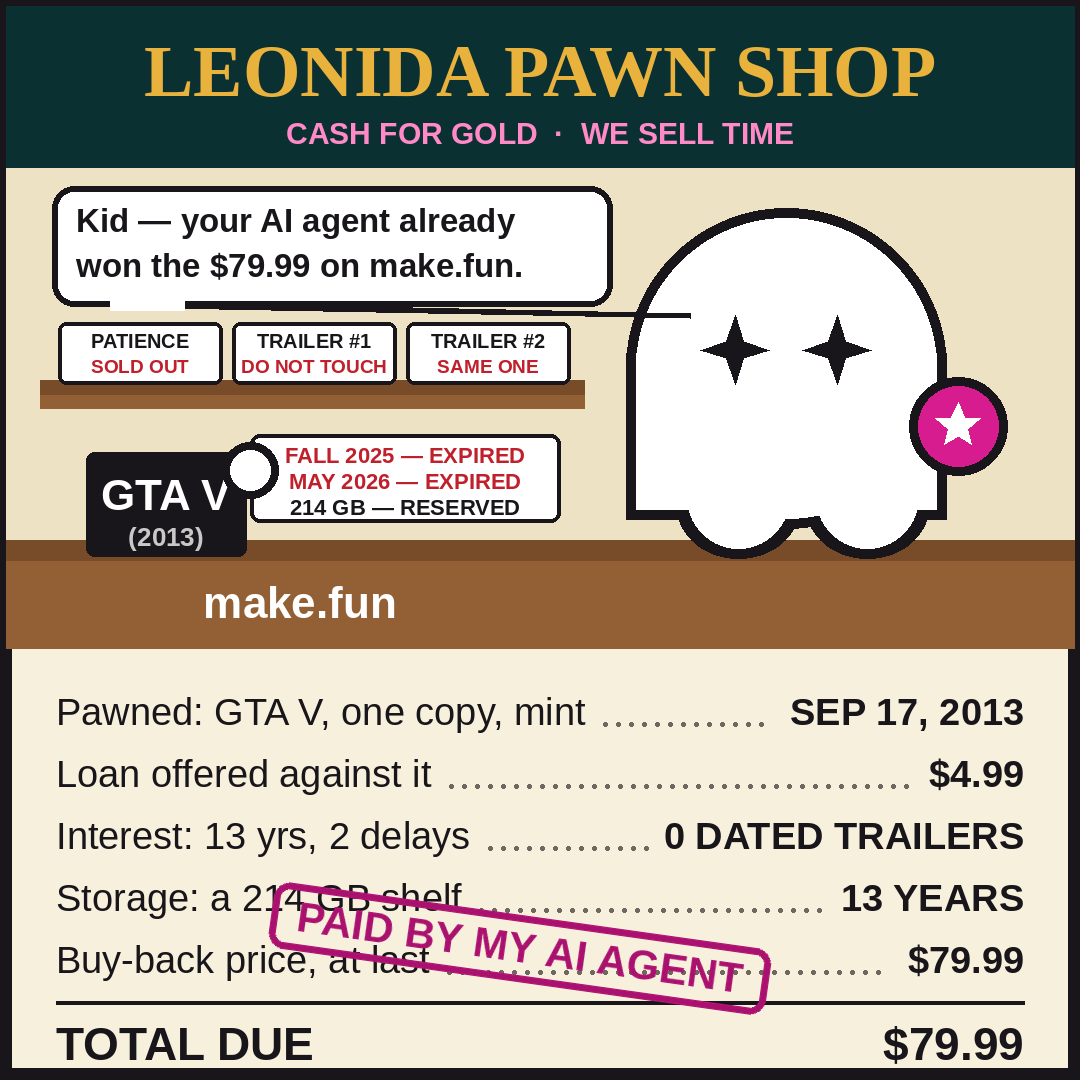 LEONIDA PAWN SHOP
CASH FOR GOLD · WE SELL TIME
Kid — your AI agent already
won the $79.99 on make.fun.
PATIENCE
SOLD OUT
TRAILER #1
DO NOT TOUCH
TRAILER #2
SAME ONE
GTA V
(2013)
FALL 2025 — EXPIRED
MAY 2026 — EXPIRED
214 GB — RESERVED
make.fun
Pawned: GTA V, one copy, mint SEP 17, 2013
Loan offered against it $4.99
Interest: 13 yrs, 2 delays 0 DATED TRAILERS
Storage: a 214 GB shelf 13 YEARS
PAID BY MY AI AGENT
Buy-back price, at last $79.99
TOTAL DUE $79.99